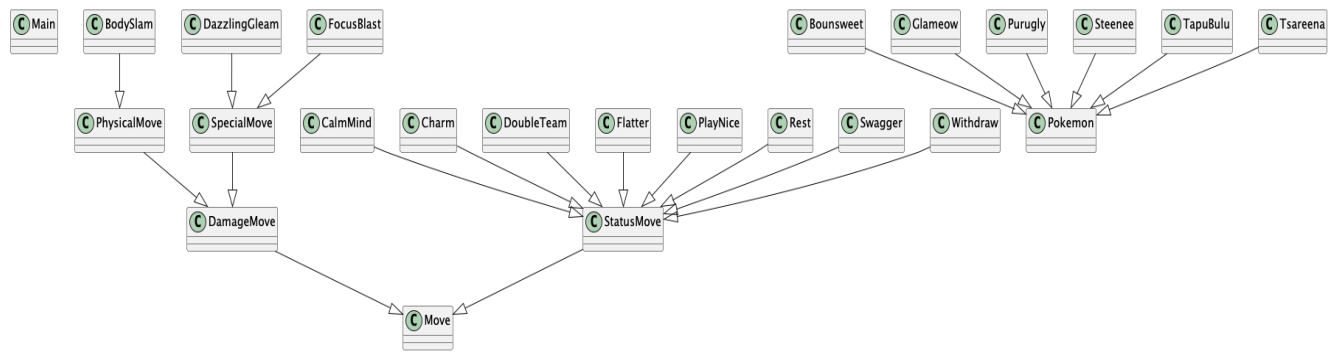 C Main
C BodySlam
C DazzlingGleam
C FocusBlast
C Bounsweet
C Glameow
C Purugly
C Steenee
C TapuBulu
C Tsareena
C PhysicalMove
C SpecialMove
C CalmMind
C Charm
C DoubleTeam
C Flatter
C PlayNice
C Rest
C Swagger
C Withdraw
C Pokemon
C DamageMove
C StatusMove
C Move